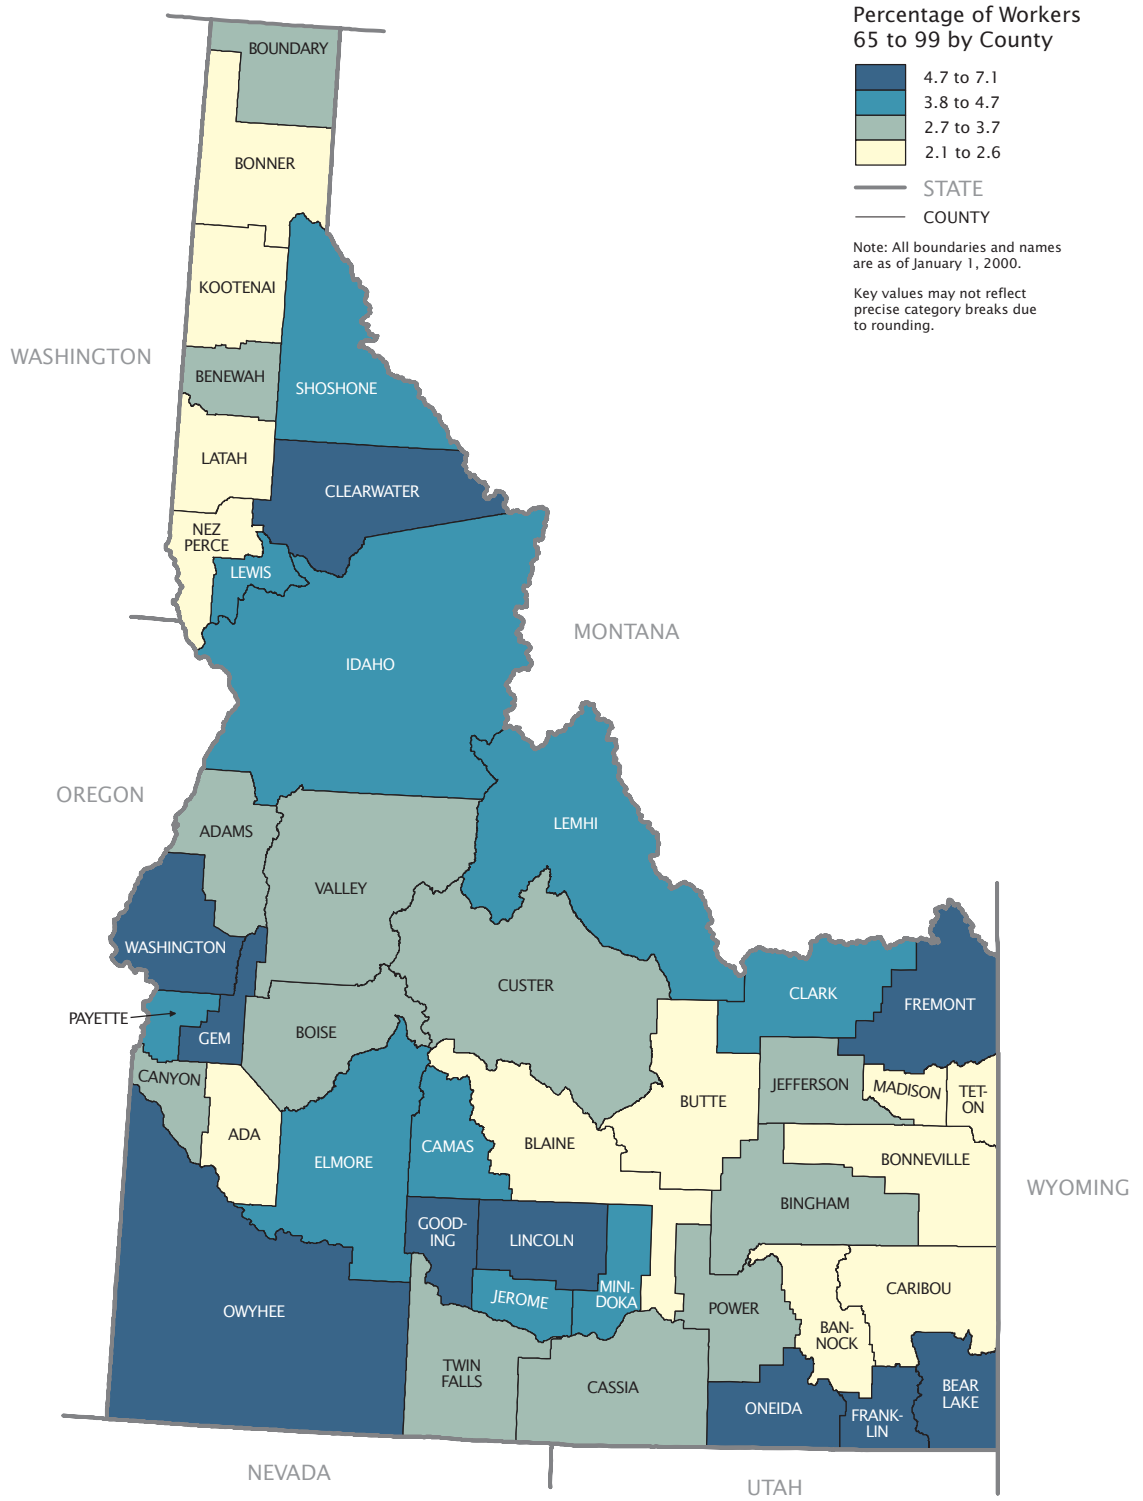 Percentage of Workers
65 to 99 by County
4.7 to 7.1
3.8 to 4.7
2.7 to 3.7
2.1 to 2.6
STATE
COUNTY
Note: All boundaries and names
are as of January 1, 2000.
Key values may not reflect
precise category breaks due
to rounding.
BOUNDARY
BONNER
KOOTENAI
WASHINGTON
BENEWAH
SHOSHONE
LATAH
CLEARWATER
NEZ
PERCE
LEWIS
MONTANA
IDAHO
OREGON
ADAMS
LEMHI
VALLEY
WASHINGTON
CUSTER
CLARK
FREMONT
PAYETTE
GEM
BOISE
CANYON
JEFFERSON
MADISON
TET-
ON
BUTTE
ADA
ELMORE
CAMAS
BLAINE
BONNEVILLE
WYOMING
BINGHAM
GOOD-
ING
LINCOLN
MINI-
DOKA
JEROME
OWYHEE
POWER
CARIBOU
BAN-
NOCK
TWIN
FALLS
CASSIA
ONEIDA
FRANK-
LIN
BEAR
LAKE
NEVADA
UTAH